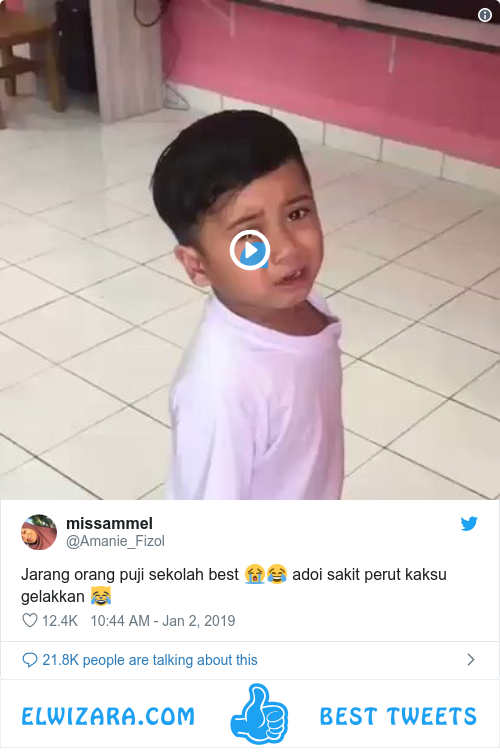 missammel
@Amanie_Fizol
Jarang orang puji sekolah best 😭😂 adoi sakit perut kaksu
gelakkan 😹
12.4K 10:44 AM - Jan 2, 2019
21.8K people are talking about this
ELWIZARA.COM BEST TWEETS